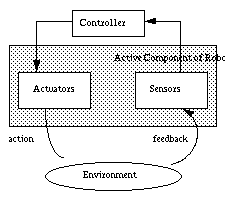 Controller
Active Component of Robo
Actuators
Sensors
action
feedback
Environment